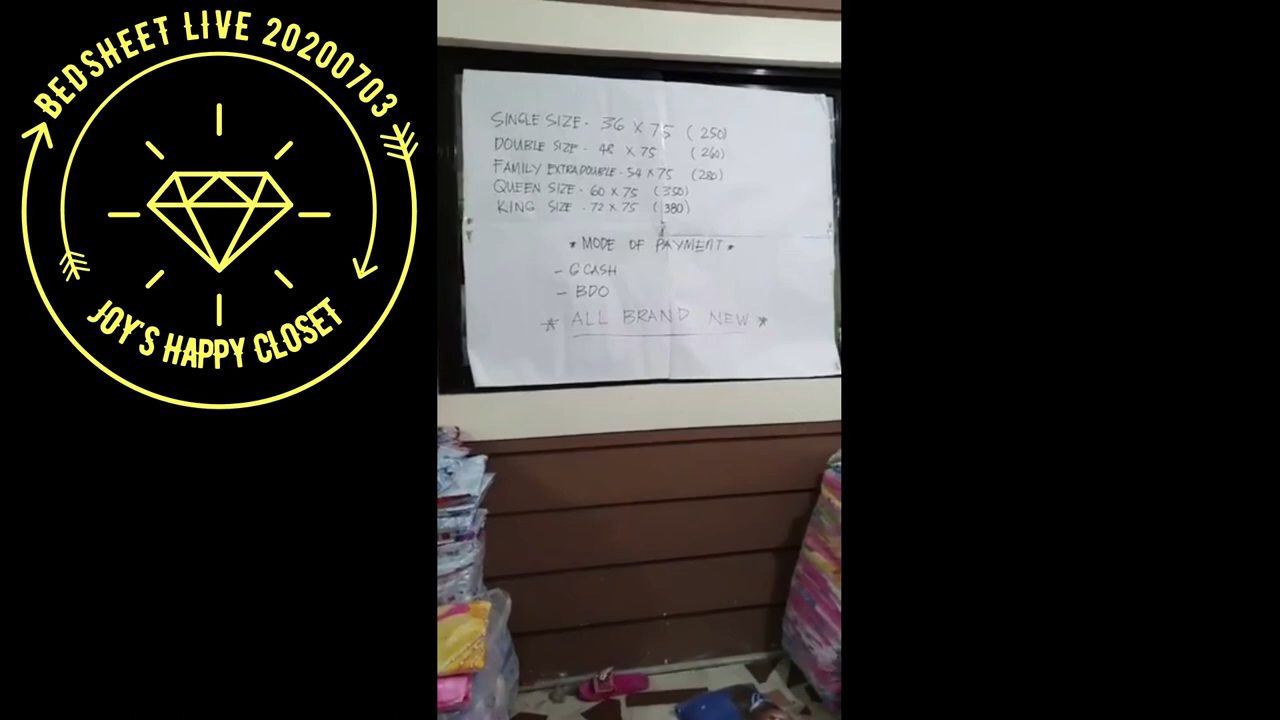 BEDSHEET LIVE 20200703
JOY'S HAPPY CLOSET
SINGLE SIZE - 36 X 75 (250)
DOUBLE SIZE - 48 X 75 (260)
FAMILY EXTRA DOUBLE - 54 X 75 (280)
QUEEN SIZE - 60 X 75 (350)
KING SIZE - 72 X 75 (380)
* MODE OF PAYMENT *
- GCASH
- BDO
* ALL BRAND NEW *